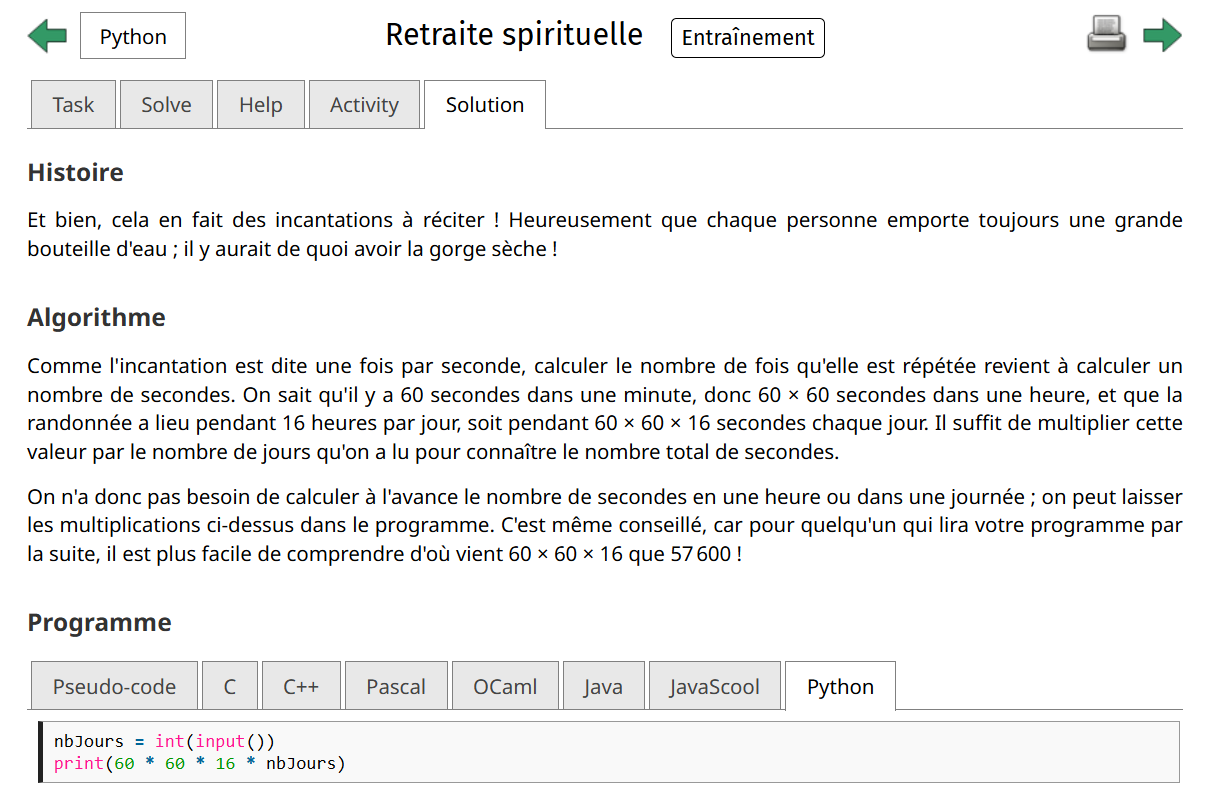 Python
Retraite spirituelle
Entraînement
Task
Solve
Help
Activity
Solution
Histoire
Et bien, cela en fait des incantations à réciter ! Heureusement que chaque personne emporte toujours une grande
bouteille d'eau ; il y aurait de quoi avoir la gorge sèche !
Algorithme
Comme l'incantation est dite une fois par seconde, calculer le nombre de fois qu'elle est répétée revient à calculer un
nombre de secondes. On sait qu'il y a 60 secondes dans une minute, donc 60 × 60 secondes dans une heure, et que la
randonnée a lieu pendant 16 heures par jour, soit pendant 60 × 60 × 16 secondes chaque jour. Il suffit de multiplier cette
valeur par le nombre de jours qu'on a lu pour connaître le nombre total de secondes.
On n'a donc pas besoin de calculer à l'avance le nombre de secondes en une heure ou dans une journée ; on peut laisser
les multiplications ci-dessus dans le programme. C'est même conseillé, car pour quelqu'un qui lira votre programme par
la suite, il est plus facile de comprendre d'où vient 60 × 60 × 16 que 57 600 !
Programme
Pseudo-code
C
C++
Pascal
OCaml
Java
JavaScool
Python
nbJours = int(input())
print(60 * 60 * 16 * nbJours)